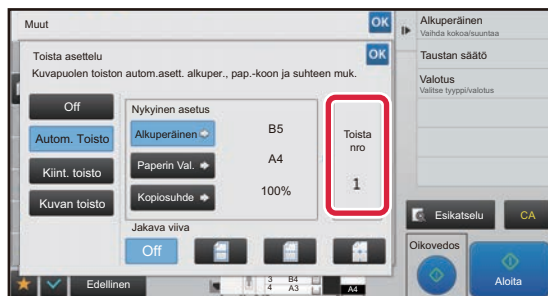 Muut
OK
Toista asettelu
OK
Kuvapuolen toiston autom.asett. alkuper., pap.-koon ja suhteen muk.
Off
Autom. Toisto
Kiint. toisto
Kuvan toisto
Nykyinen asetus
Alkuperäinen
B5
Paperin Val.
A4
Kopiosuhde
100%
Toista
nro
1
Jakava viiva
Off
Edellinen
3 B4
4 A3
A4
Alkuperäinen
Vaihda kokoa/suuntaa
Taustan säätö
Valotus
Valitse tyyppi/valotus
Esikatselu
CA
Oikovedos
Aloita